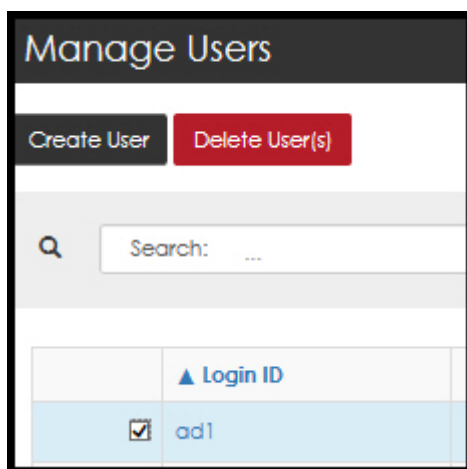 Manage Users
Create User Delete User(s)
Search: ...
▲ Login ID
ad1